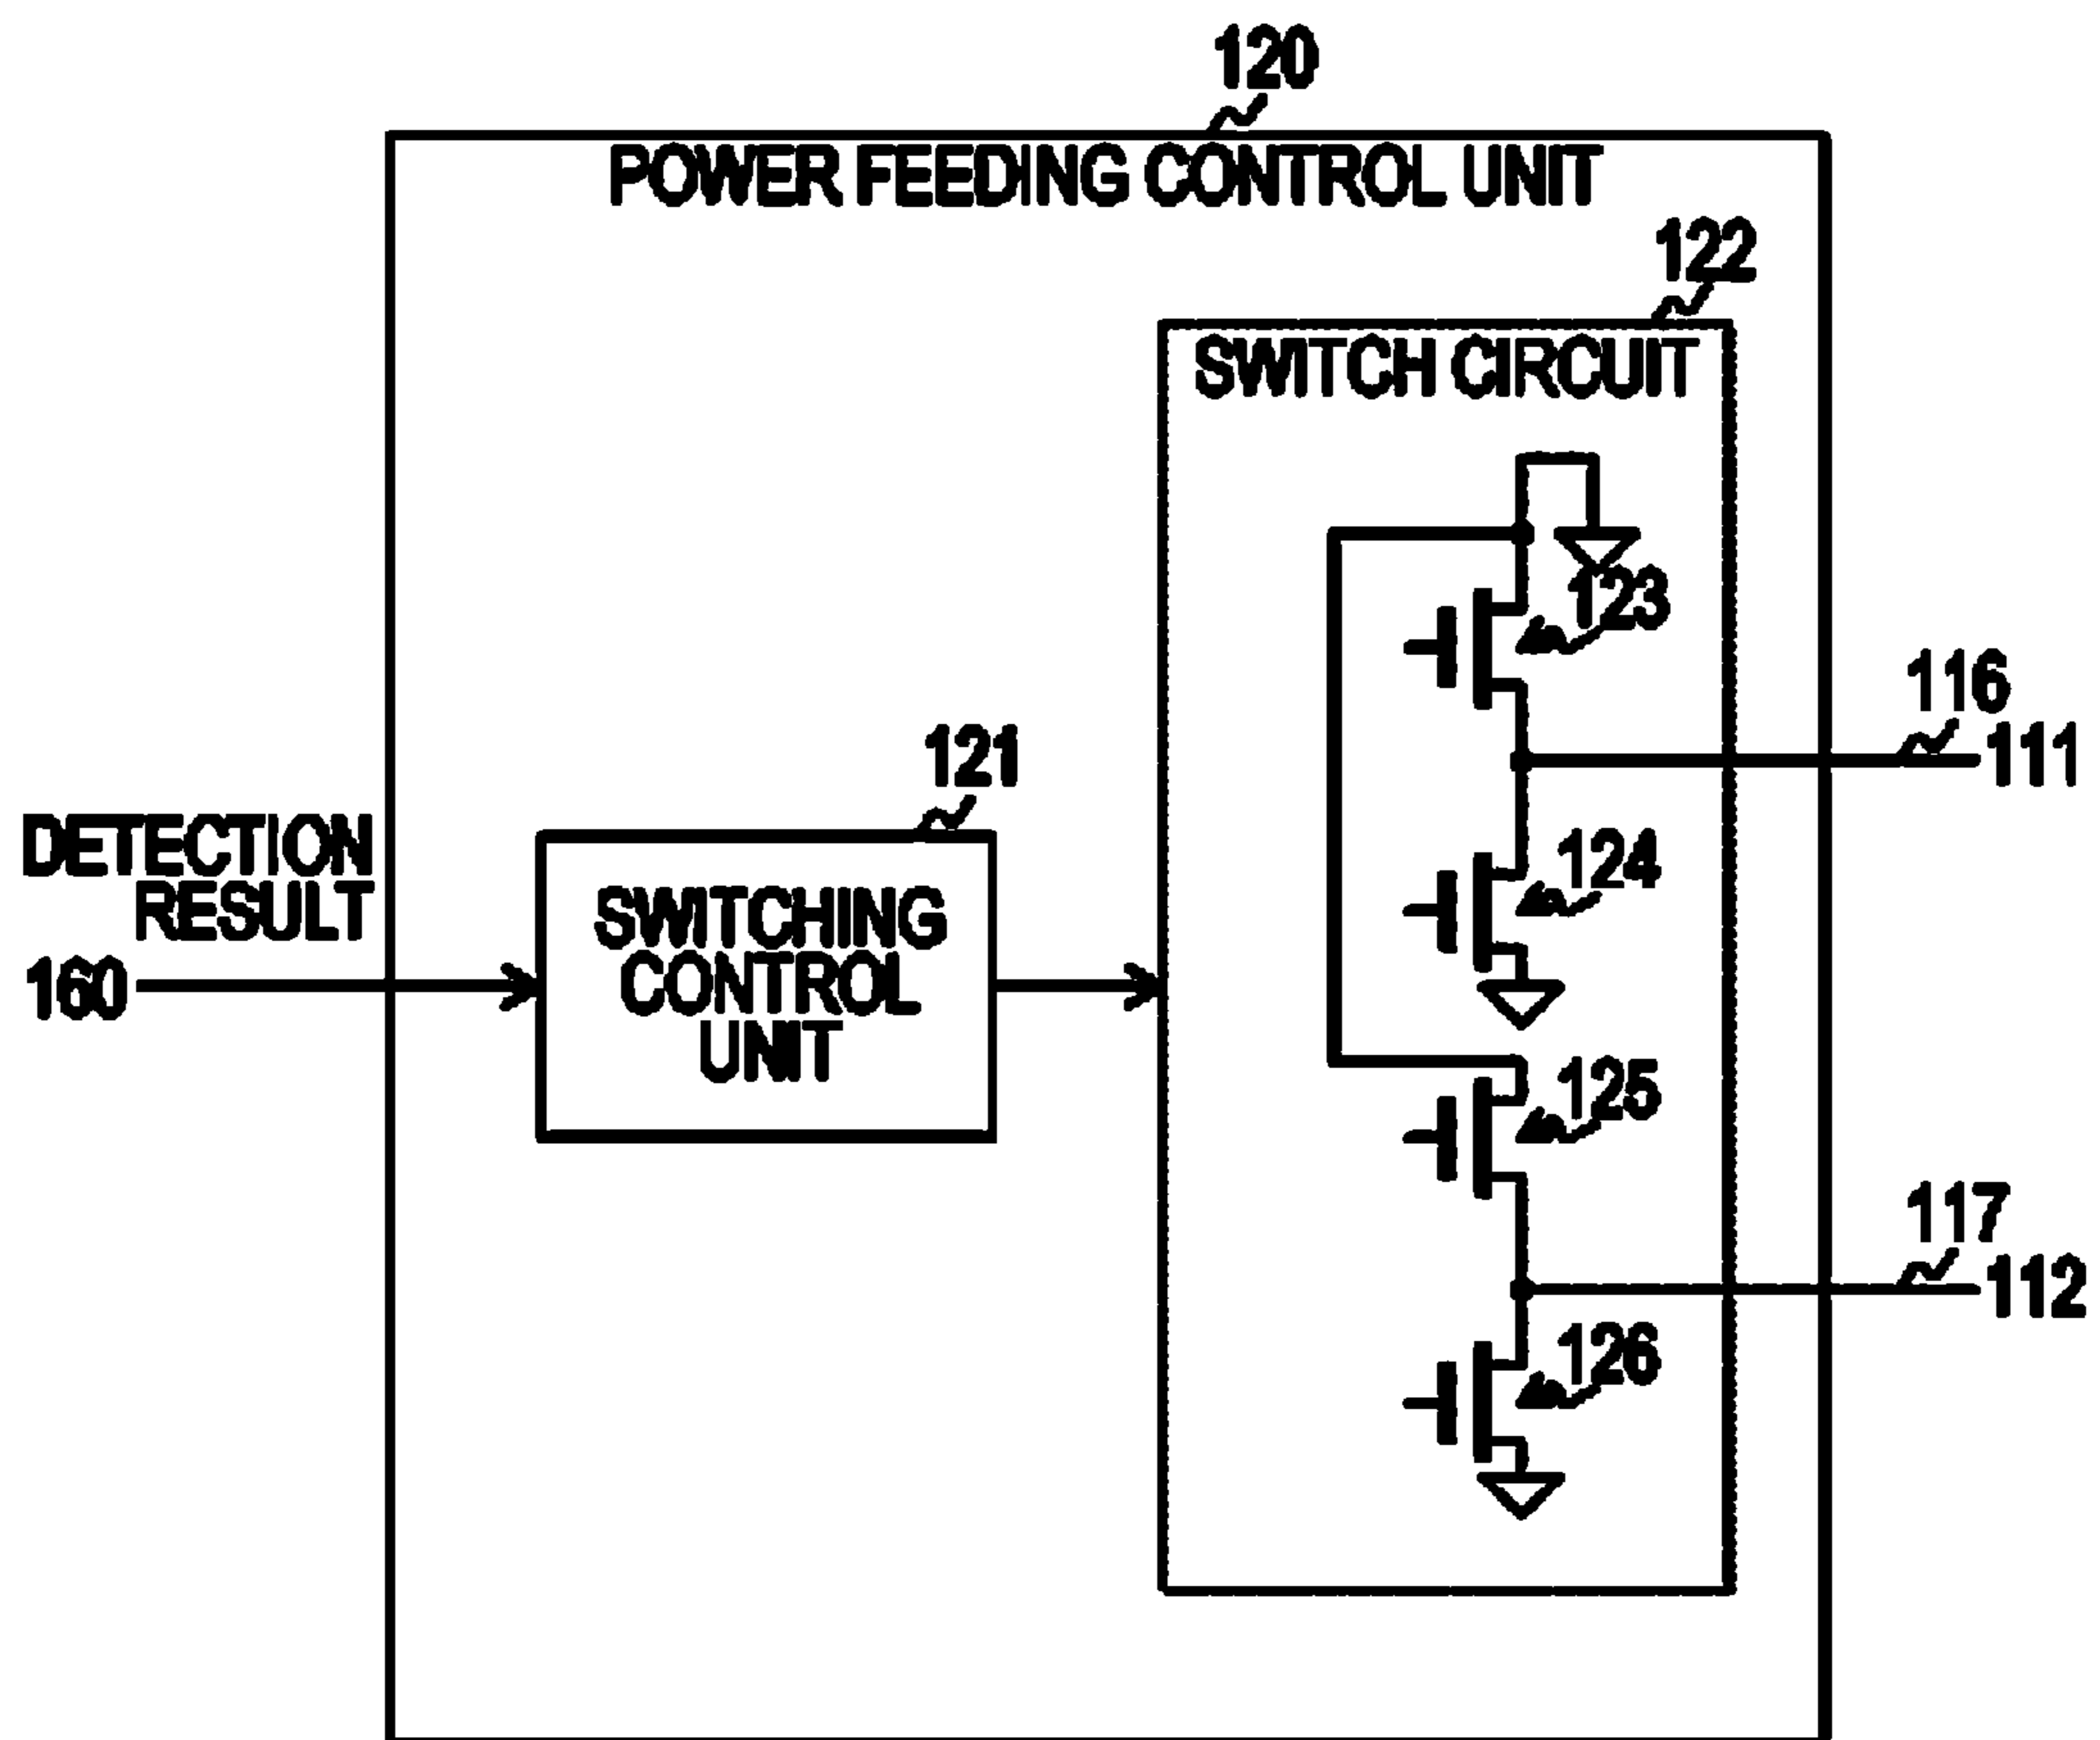 120
POWER FEEDING CONTROL UNIT
122
SWITCH CIRCUIT
123
116
111
121
124
DETECTION
RESULT
160
SWITCHING
CONTROL
UNIT
125
117
112
126